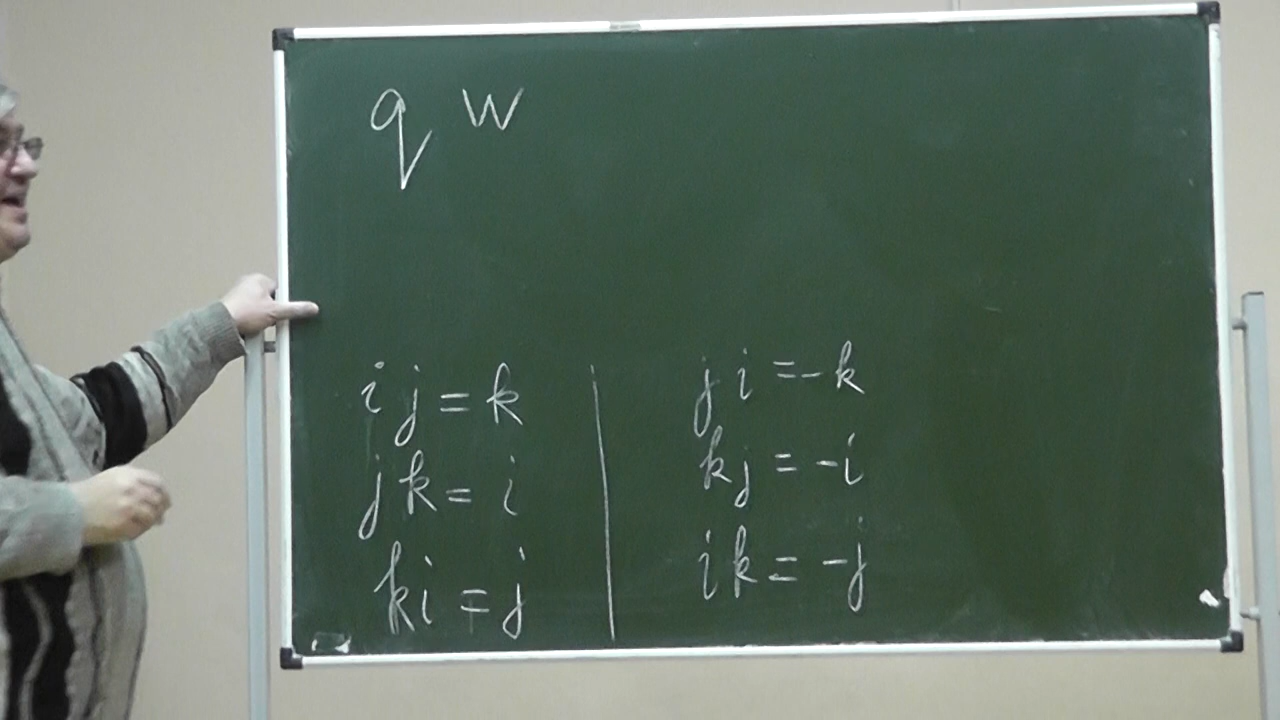 q w
ij = k
jk = i
ki = j
ji = -k
kj = -i
ik = -j